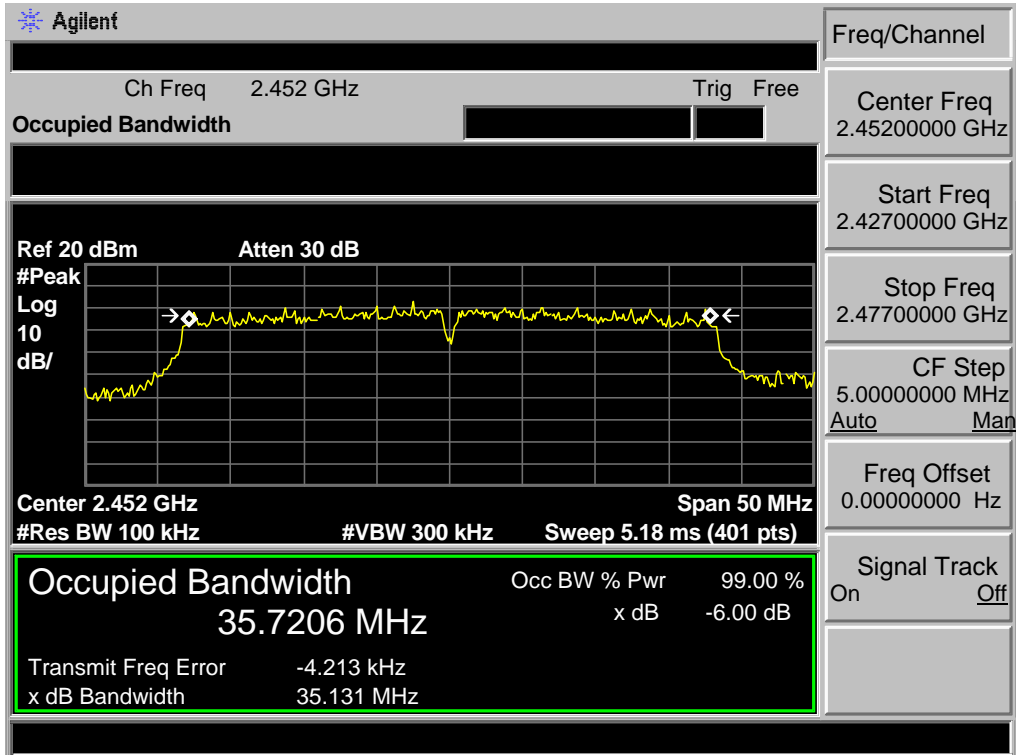 Agilent
Freq/Channel
Ch Freq 2.452 GHz Trig Free
Occupied Bandwidth
Center Freq
2.45200000 GHz
Start Freq
2.42700000 GHz
Stop Freq
2.47700000 GHz
CF Step
5.00000000 MHz
Auto Man
Freq Offset
0.00000000 Hz
Signal Track
On Off
Ref 20 dBm Atten 30 dB
#Peak
Log
10
dB/
Center 2.452 GHz Span 50 MHz
#Res BW 100 kHz #VBW 300 kHz Sweep 5.18 ms (401 pts)
Occupied Bandwidth Occ BW % Pwr 99.00 %
35.7206 MHz x dB -6.00 dB
Transmit Freq Error -4.213 kHz
x dB Bandwidth 35.131 MHz